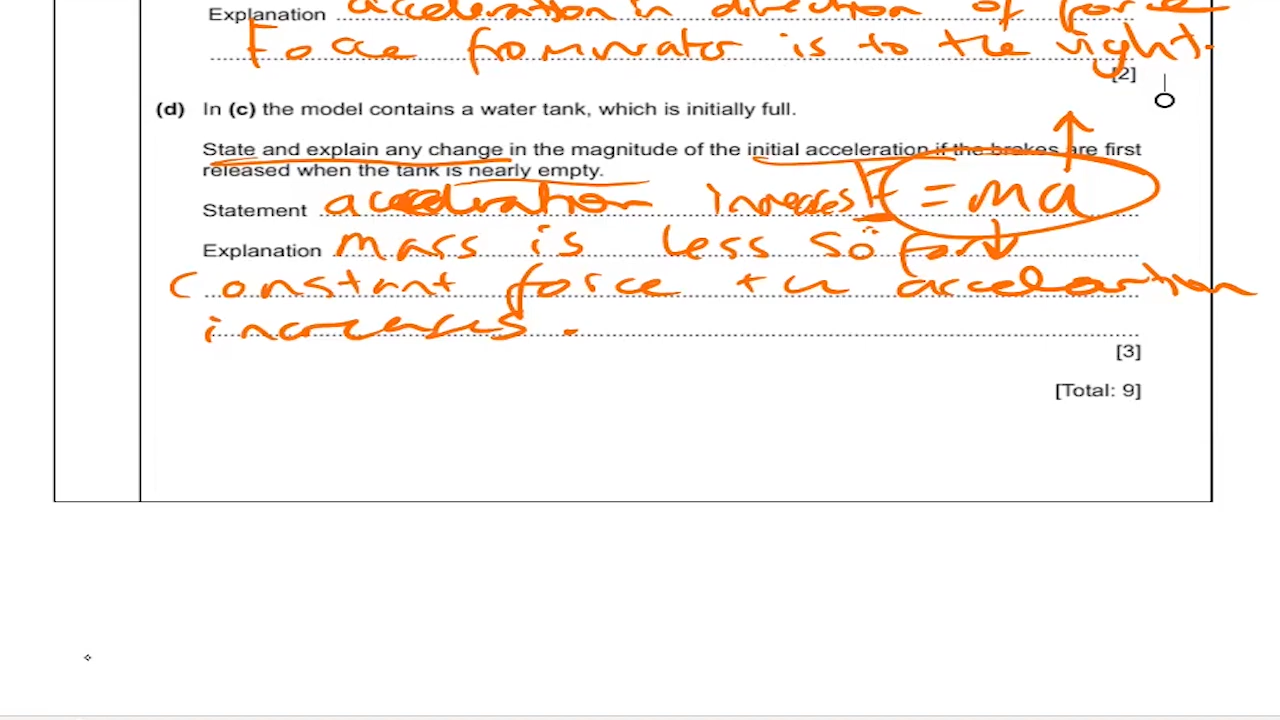 Explanation acceleration in direction of force
Force from water is to the right.
[2]
(d) In (c) the model contains a water tank, which is initially full.
State and explain any change in the magnitude of the initial acceleration if the brakes are first
released when the tank is nearly empty.
Statement acceleration increases F = ma
Explanation mass is less so for
constant force the acceleration
increases.
[3]
[Total: 9]